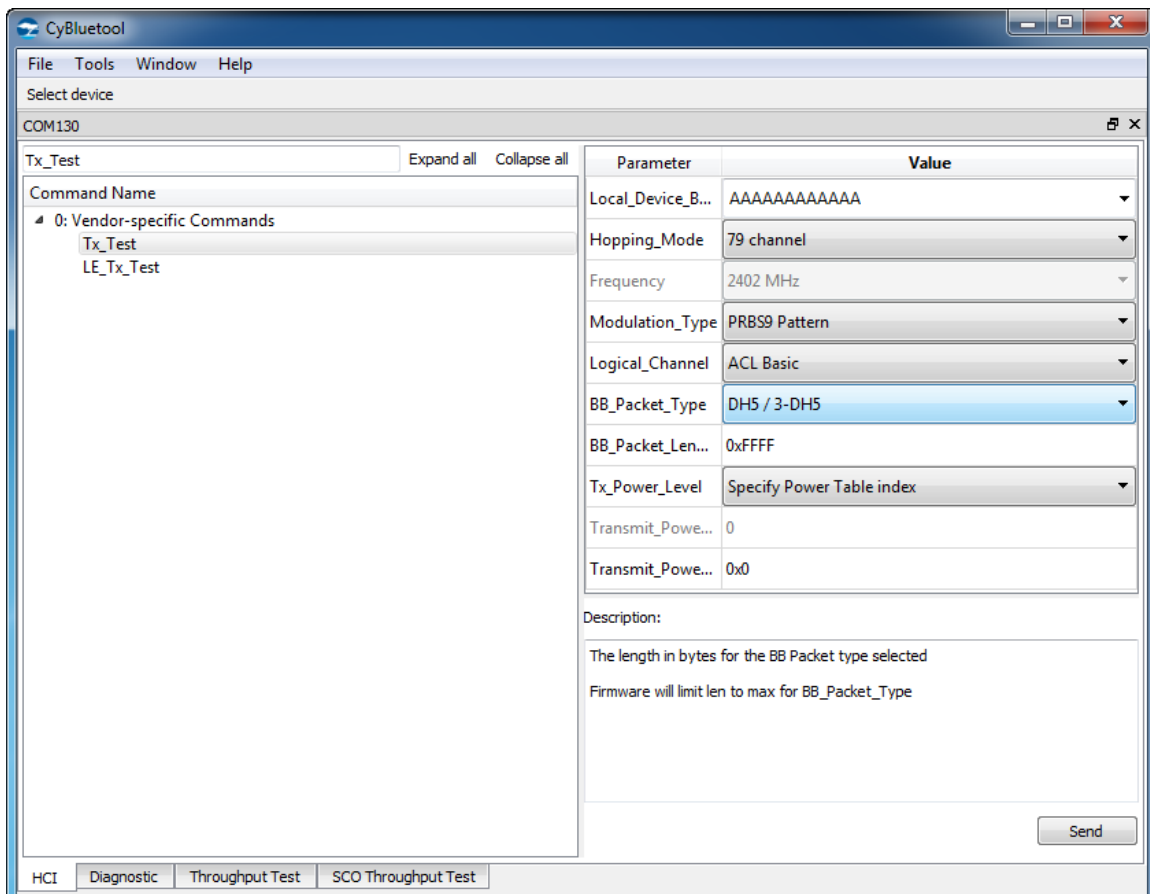 CyBluetool
File Tools Window Help
Select device
COM130
Tx_Test Expand all Collapse all
Command Name
0: Vendor-specific Commands
Tx_Test
LE_Tx_Test
Parameter Value
Local_Device_B... AAAAAAAAAAAA
Hopping_Mode 79 channel
Frequency 2402 MHz
Modulation_Type PRBS9 Pattern
Logical_Channel ACL Basic
BB_Packet_Type DH5 / 3-DH5
BB_Packet_Len... 0xFFFF
Tx_Power_Level Specify Power Table index
Transmit_Powe... 0
Transmit_Powe... 0x0
Description:
The length in bytes for the BB Packet type selected
Firmware will limit len to max for BB_Packet_Type
Send
HCI Diagnostic Throughput Test SCO Throughput Test